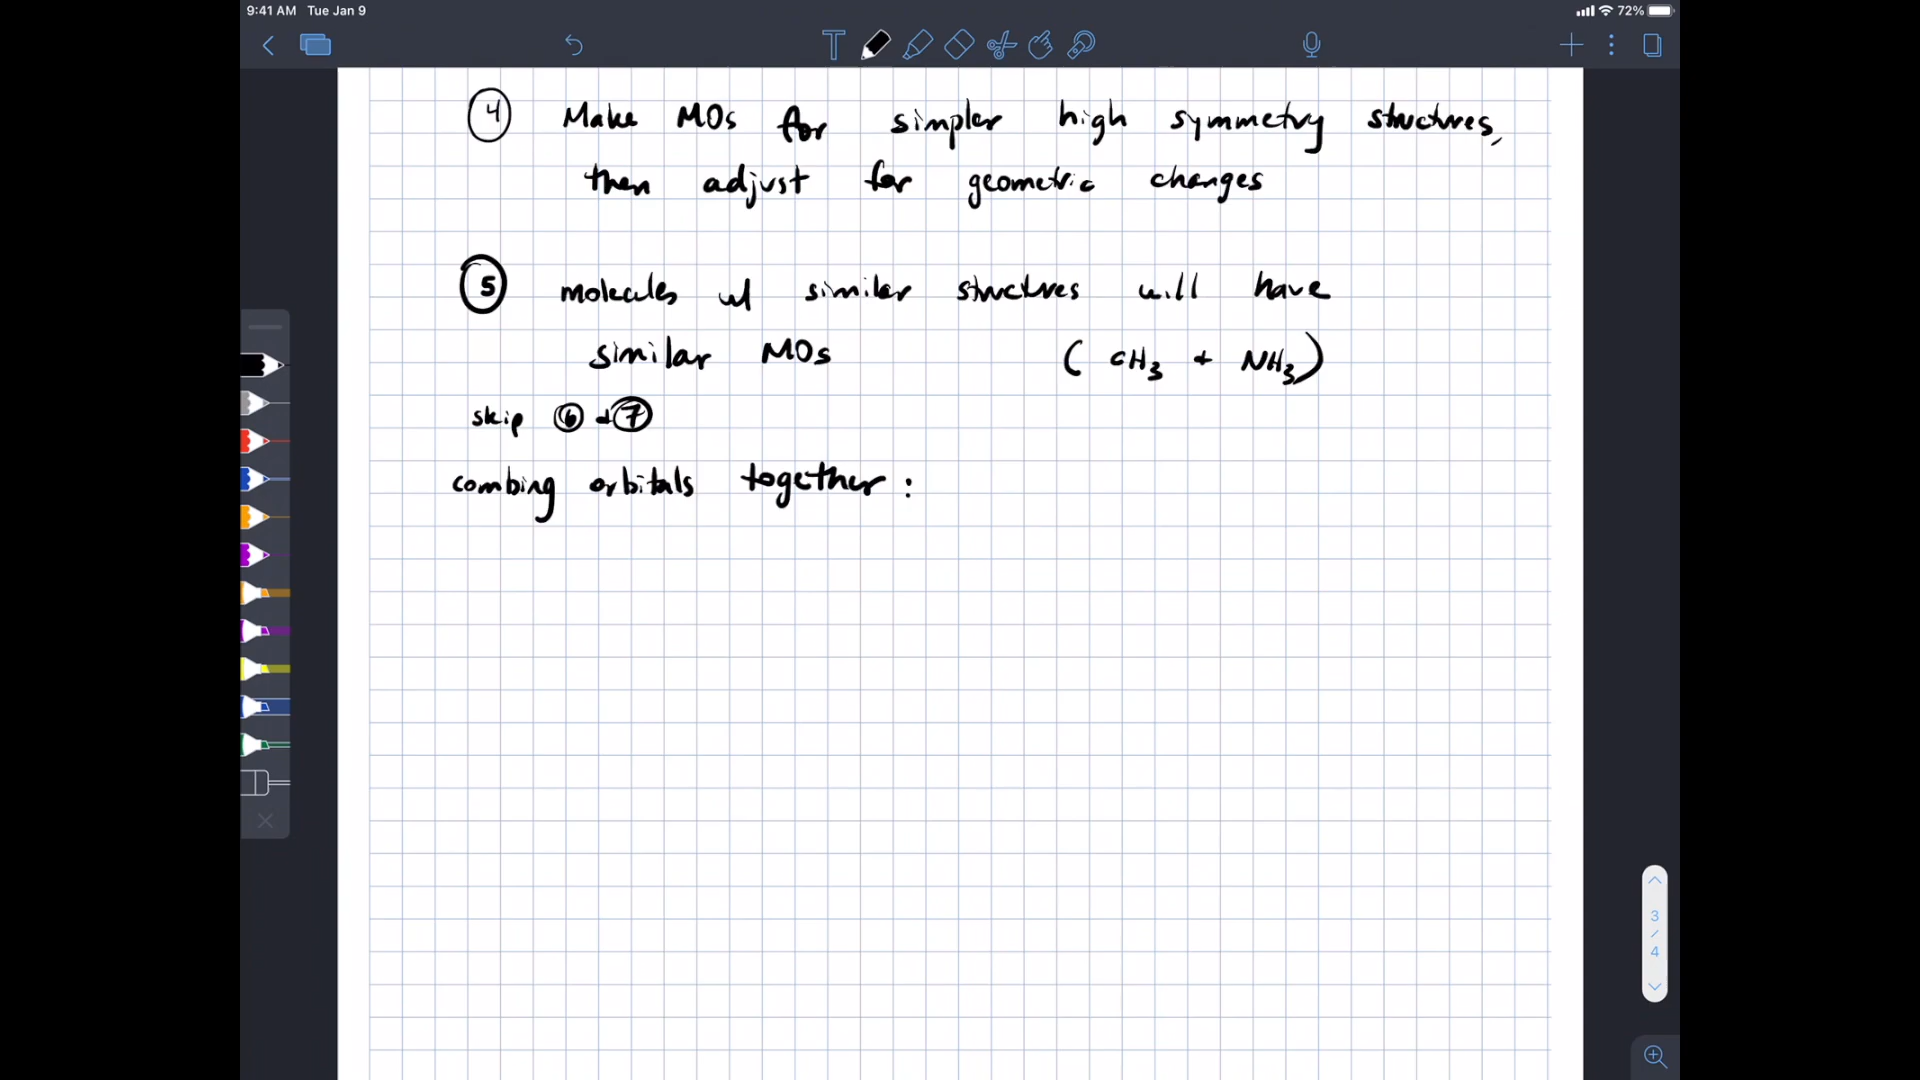 9:41 AM Tue Jan 9
72%
④ Make MOs for simpler high symmetry structures,
then adjust for geometric changes
⑤ molecules w/ similar structures will have
similar MOs ( CH₃ + NH₃ )
skip ⑥ + ⑦
combing orbitals together :
3
/
4